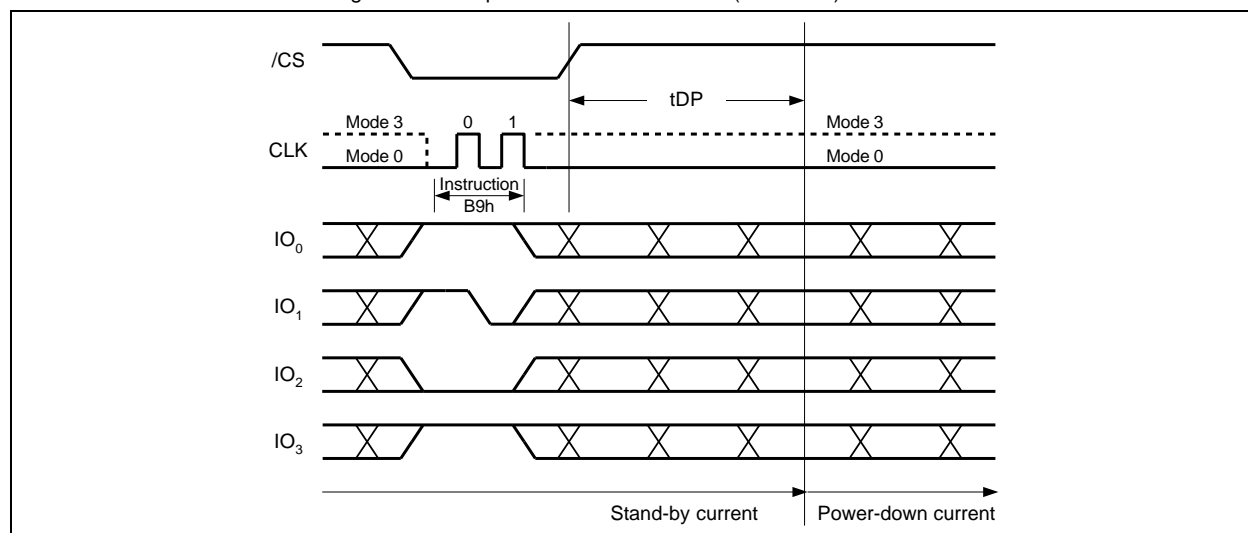 /CS
tDP
Mode 3 0 1 Mode 3
CLK
Mode 0 Mode 0
Instruction
B9h
IO0
IO1
IO2
IO3
Stand-by current Power-down current